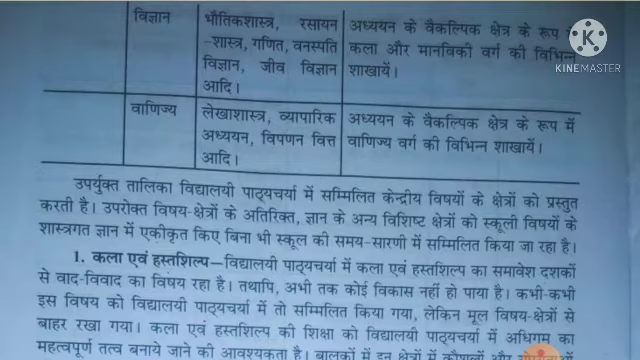 विज्ञान
भौतिकशास्त्र, रसायन
-शास्त्र, गणित, वनस्पति
विज्ञान, जीव विज्ञान
आदि।
अध्ययन के वैकल्पिक क्षेत्र के रूप
कला और मानविकी वर्ग की विभिन्न
शाखायें।
KINEMASTER
वाणिज्य
लेखाशास्त्र, व्यापारिक
अध्ययन, विपणन वित्त
आदि।
अध्ययन के वैकल्पिक क्षेत्र के रूप में
वाणिज्य वर्ग की विभिन्न शाखायें।
उपर्युक्त तालिका विद्यालयी पाठ्यचर्या में सम्मिलित केन्द्रीय विषयों के क्षेत्रों को प्रस्तुत
करती है। उपरोक्त विषय-क्षेत्रों के अतिरिक्त, ज्ञान के अन्य विशिष्ट क्षेत्रों को स्कूली विषयों के
शास्त्रगत ज्ञान में एकीकृत किए बिना भी स्कूल की समय-सारणी में सम्मिलित किया जा रहा है।
1. कला एवं हस्तशिल्प–विद्यालयी पाठ्यचर्या में कला एवं हस्तशिल्प का समावेश दशकों
से वाद-विवाद का विषय रहा है। तथापि, अभी तक कोई विकास नहीं हो पाया है। कभी-कभी
इस विषय को विद्यालयी पाठ्यचर्या में तो सम्मिलित किया गया, लेकिन मूल विषय-क्षेत्रों से
बाहर रखा गया। कला एवं हस्तशिल्प की शिक्षा को विद्यालयी पाठ्यचर्या में अधिगम का
महत्वपूर्ण तत्व बनाये जाने की आवश्यकता है। बालकों में इन क्षेत्रों में कौशलों और